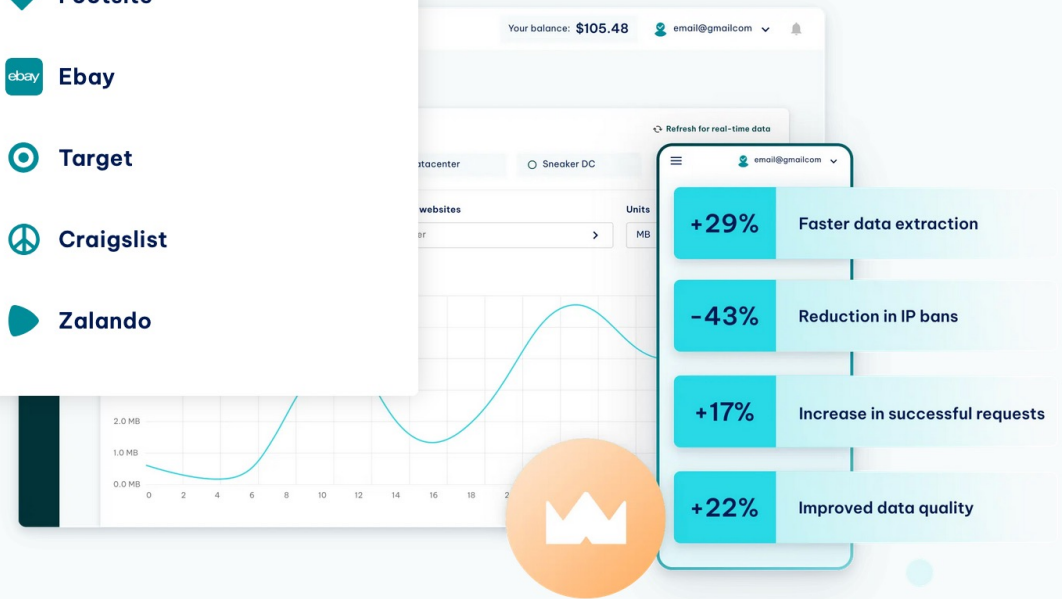 Footsite
ebay
Ebay
Target
Craigslist
Zalando
Your balance: $105.48
email@gmailcom
Refresh for real-time data
Sneaker DC
websites
Units
MB
2.0 MB
1.0 MB
0.0 MB
0 2 4 6 8 10 12 14 16 18
email@gmailcom
+29% Faster data extraction
-43% Reduction in IP bans
+17% Increase in successful requests
+22% Improved data quality